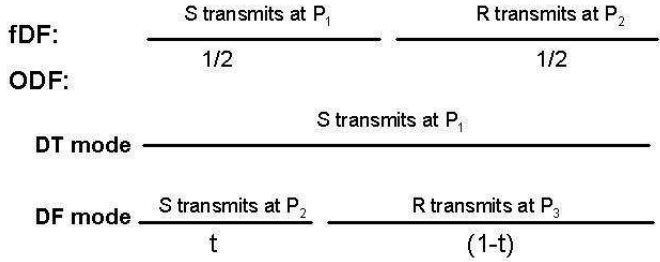 S transmits at P1 R transmits at P2
fDF:
1/2 1/2
ODF:
S transmits at P1
DT mode
S transmits at P2 R transmits at P3
DF mode
t (1-t)